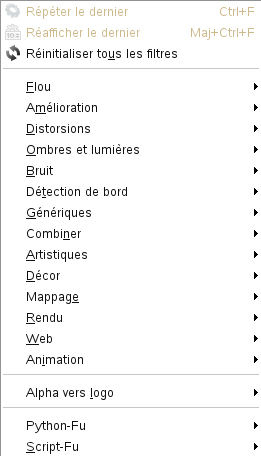 Répéter le dernier Ctrl+F
Réafficher le dernier Maj+Ctrl+F
Réinitialiser tous les filtres
Flou
Amélioration
Distorsions
Ombres et lumières
Bruit
Détection de bord
Génériques
Combiner
Artistiques
Décor
Mappage
Rendu
Web
Animation
Alpha vers logo
Python-Fu
Script-Fu